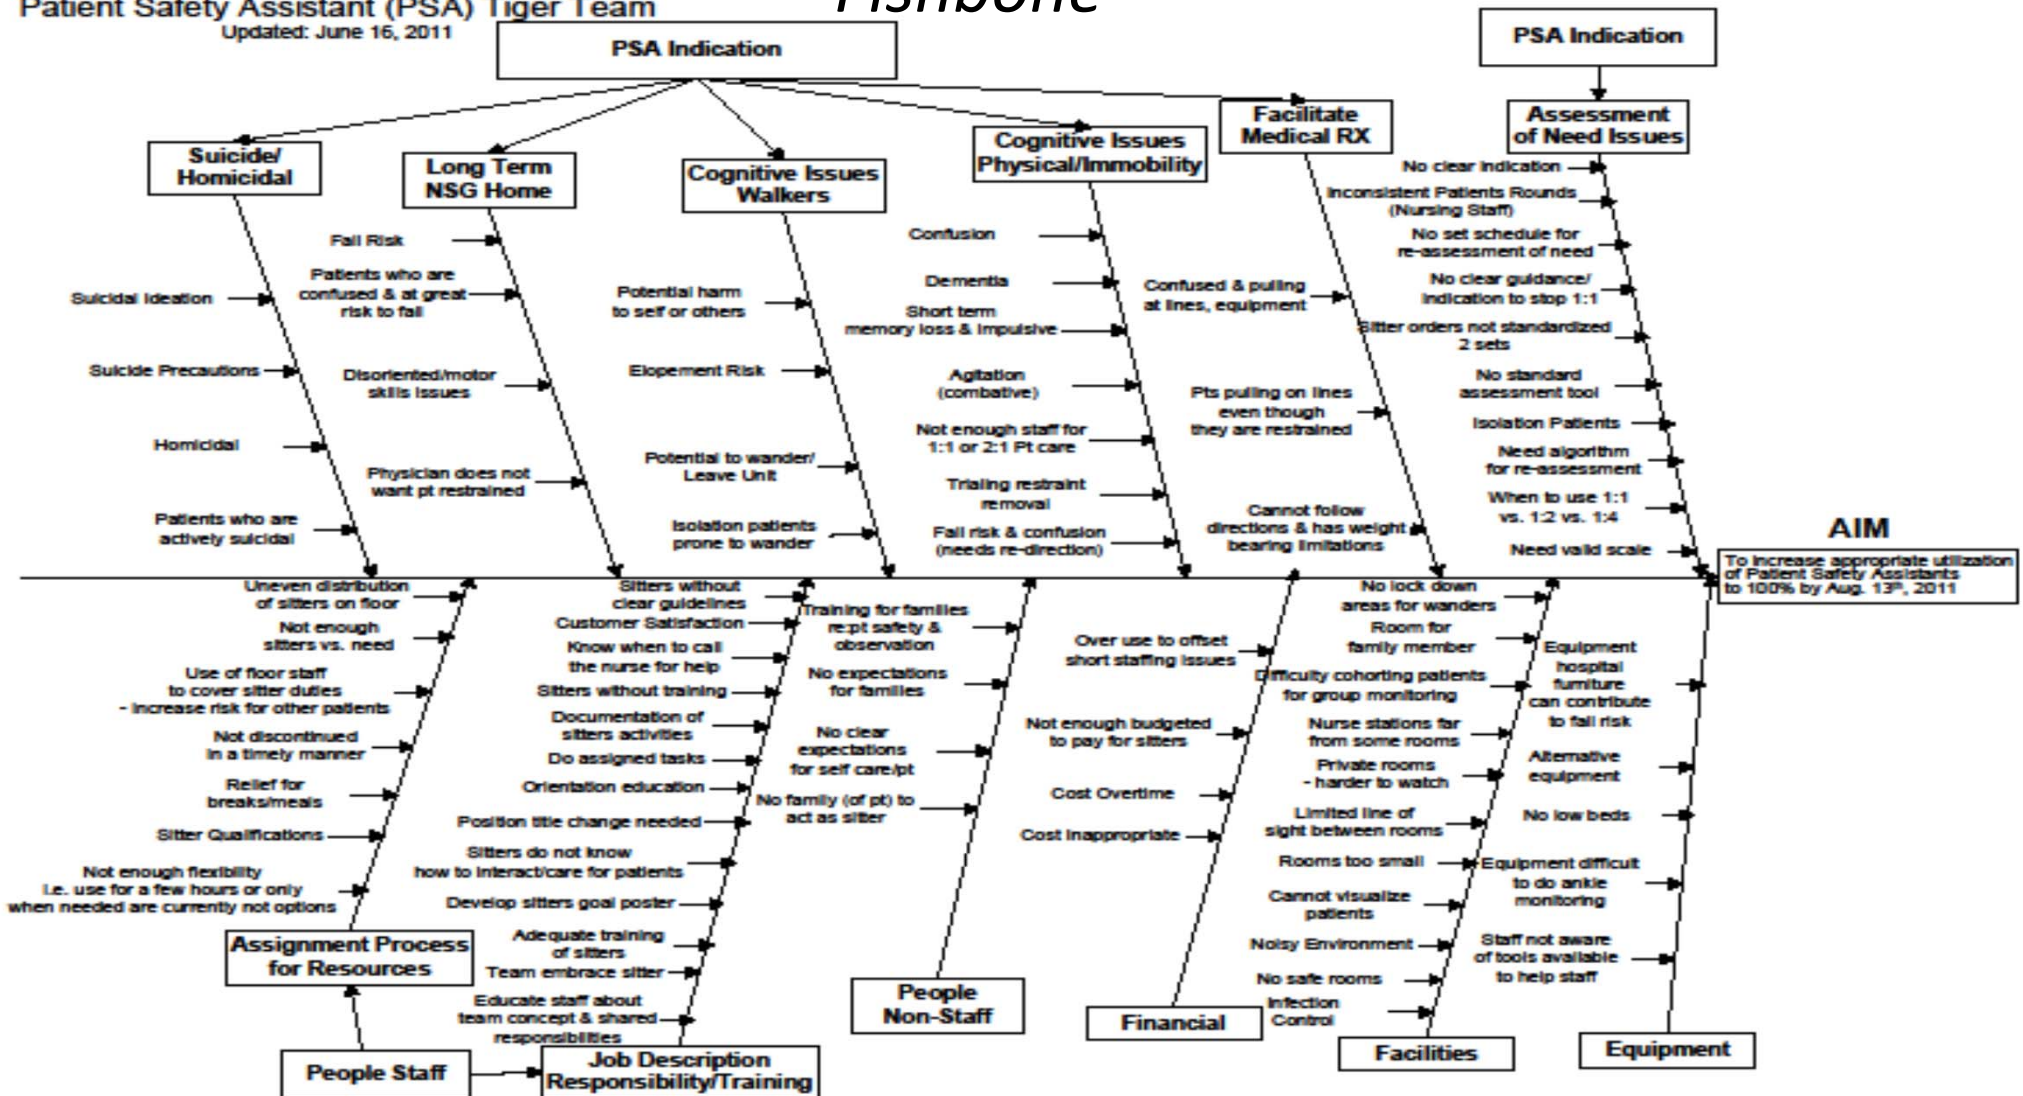 Patient Safety Assistant (PSA) Tiger Team
Fishbone
Updated: June 16, 2011
PSA Indication
PSA Indication
Suicide/
Homicidal
Suicidal Ideation
Suicide Precautions
Homicidal
Patients who are
actively suicidal
Long Term
NSG Home
Fall Risk
Patients who are
confused & at great
risk to fall
Disoriented/motor
skills issues
Physician does not
want pt restrained
Cognitive Issues
Walkers
Potential harm
to self or others
Elopement Risk
Potential to wander/
Leave Unit
Isolation patients
prone to wander
Cognitive Issues
Physical/Immobility
Confusion
Dementia
Short term
memory loss & impulsive
Agitation
(combative)
Not enough staff for
1:1 or 2:1 Pt care
Trialing restraint
removal
Fall risk & confusion
(needs re-direction)
Facilitate
Medical RX
Confused & pulling
at lines, equipment
Pts pulling on lines
even though
they are restrained
Cannot follow
directions & has weight
bearing limitations
Assessment
of Need Issues
No clear indication
Inconsistent Patients Rounds
(Nursing Staff)
No set schedule for
re-assessment of need
No clear guidance/
indication to stop 1:1
Sitter orders not standardized
2 sets
No standard
assessment tool
Isolation Patients
Need algorithm
for re-assessment
When to use 1:1
vs. 1:2 vs. 1:4
Need valid scale
AIM
To increase appropriate utilization
of Patient Safety Assistants
to 100% by Aug. 13th, 2011
Uneven distribution
of sitters on floor
Not enough
sitters vs. need
Use of floor staff
to cover sitter duties
- increase risk for other patients
Not discontinued
in a timely manner
Relief for
breaks/meals
Sitter Qualifications
Not enough flexibility
i.e. use for a few hours or only
when needed are currently not options
Assignment Process
for Resources
People Staff
Sitters without
clear guidelines
Customer Satisfaction
Know when to call
the nurse for help
Sitters without training
Documentation of
sitters activities
Do assigned tasks
Orientation education
Position title change needed
Sitters do not know
how to interact/care for patients
Develop sitters goal poster
Adequate training
of sitters
Team embrace sitter
Educate staff about
team concept & shared
responsibilities
Job Description
Responsibility/Training
Training for families
re:pt safety &
observation
No expectations
for families
No clear
expectations
for self care/pt
No family (of pt) to
act as sitter
People
Non-Staff
Over use to offset
short staffing issues
Not enough budgeted
to pay for sitters
Cost Overtime
Cost Inappropriate
Financial
No lock down
areas for wanders
Room for
family member
Difficulty cohorting patients
for group monitoring
Nurse stations far
from some rooms
Private rooms
- harder to watch
Limited line of
sight between rooms
Rooms too small
Cannot visualize
patients
Noisy Environment
No safe rooms
Infection
Control
Facilities
Equipment
hospital
furniture
can contribute
to fall risk
Alternative
equipment
No low beds
Equipment difficult
to do ankle
monitoring
Staff not aware
of tools available
to help staff
Equipment